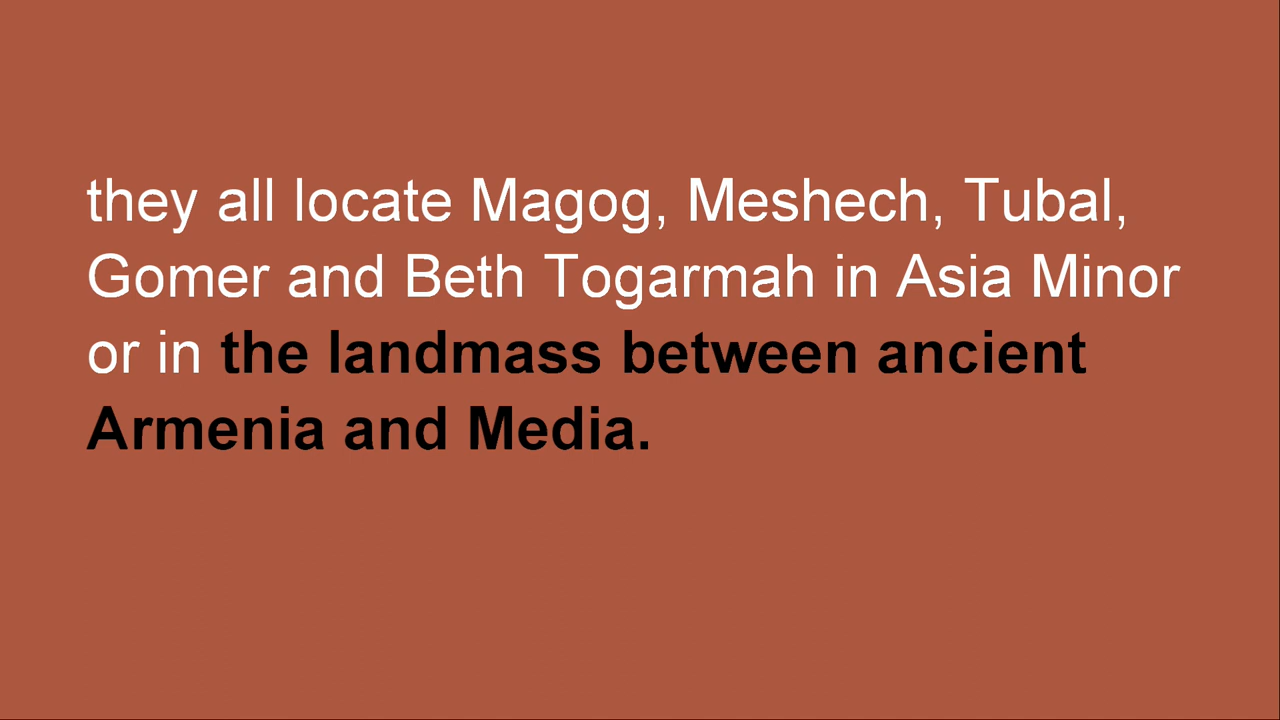 they all locate Magog, Meshech, Tubal,
Gomer and Beth Togarmah in Asia Minor
or in the landmass between ancient
Armenia and Media.